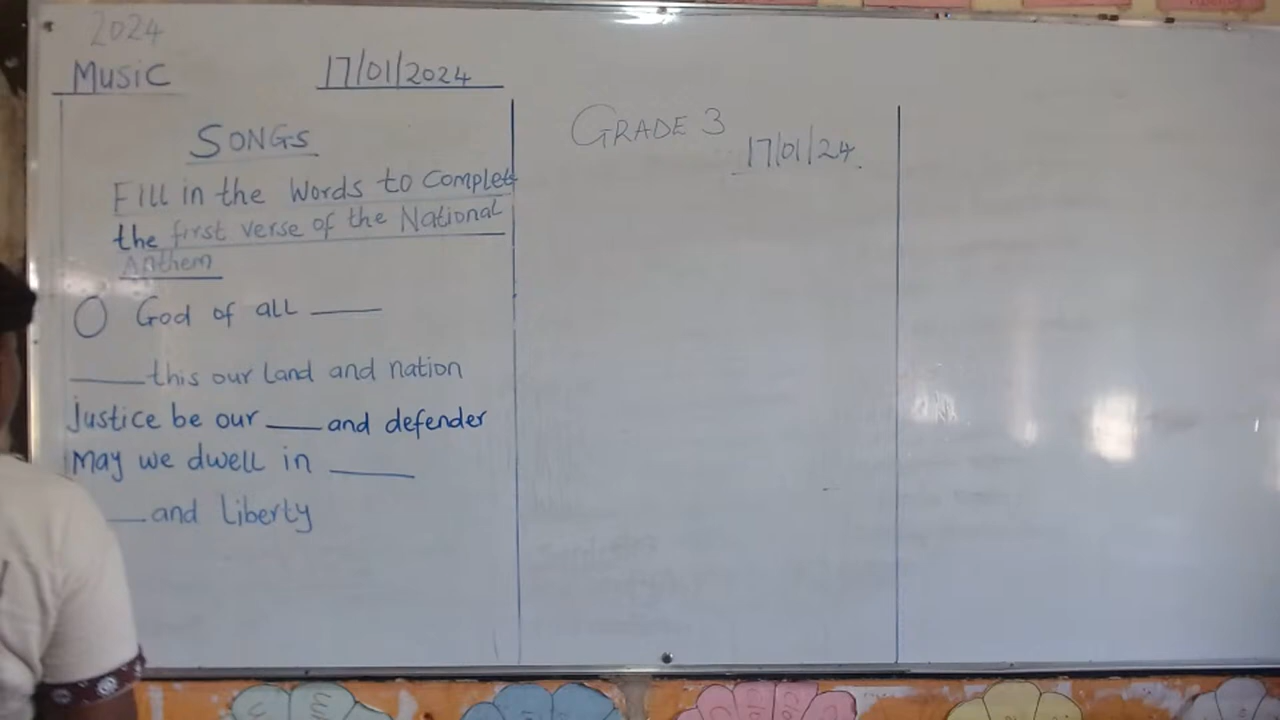 2024
MUSIC 17/01/2024
SONGS
Fill in the Words to Complet
the first verse of the National
Anthem
O God of all ____
____ this our Land and nation
Justice be our ____ and defender
May we dwell in ____
____ and Liberty
GRADE 3
17/01/24